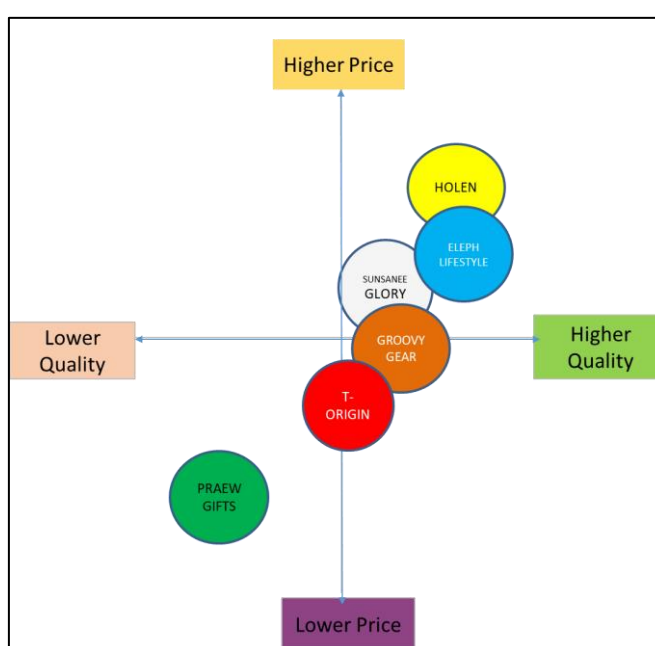 Higher Price
HOLEN
ELEPH
LIFESTYLE
SUNSANEE
GLORY
Lower
Quality
GROOVY
GEAR
Higher
Quality
T-
ORIGIN
PRAEW
GIFTS
Lower Price